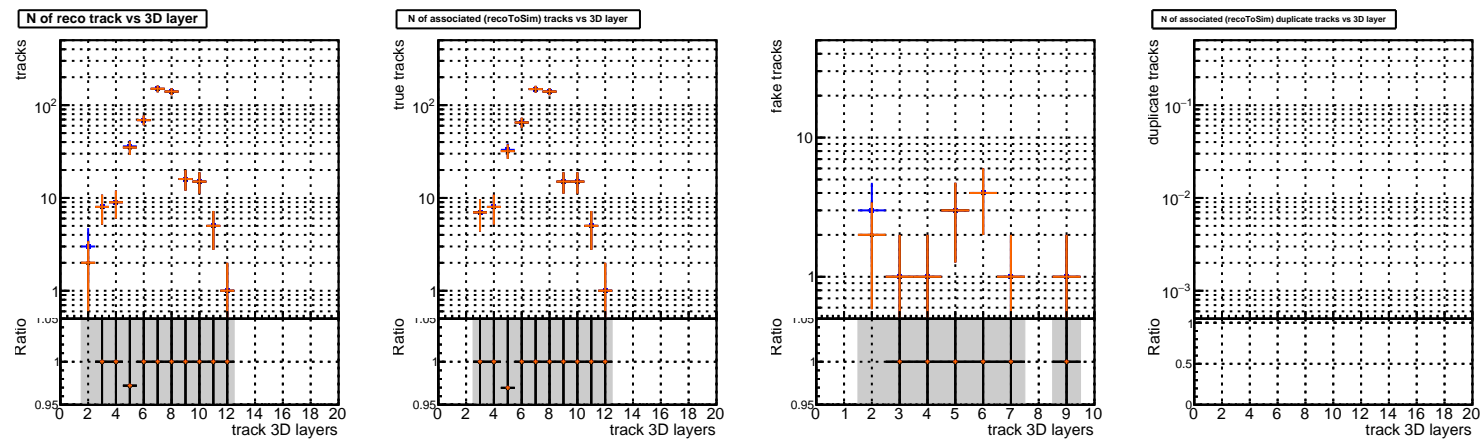 N of reco track vs 3D layer
tracks
10²
10
1
Ratio
1.05
1
0.95
0 2 4 6 8 10 12 14 16 18 20
track 3D layers
N of associated (recoToSim) tracks vs 3D layer
true tracks
10²
10
1
Ratio
1.05
1
0.95
0 2 4 6 8 10 12 14 16 18 20
track 3D layers
fake tracks
10
1
Ratio
1.05
1
0.95
0 1 2 3 4 5 6 7 8 9 10
track 3D layers
N of associated (recoToSim) duplicate tracks vs 3D layer
duplicate tracks
10⁻¹
10⁻²
10⁻³
Ratio
1
0.5
0
0 2 4 6 8 10 12 14 16 18 20
track 3D layers